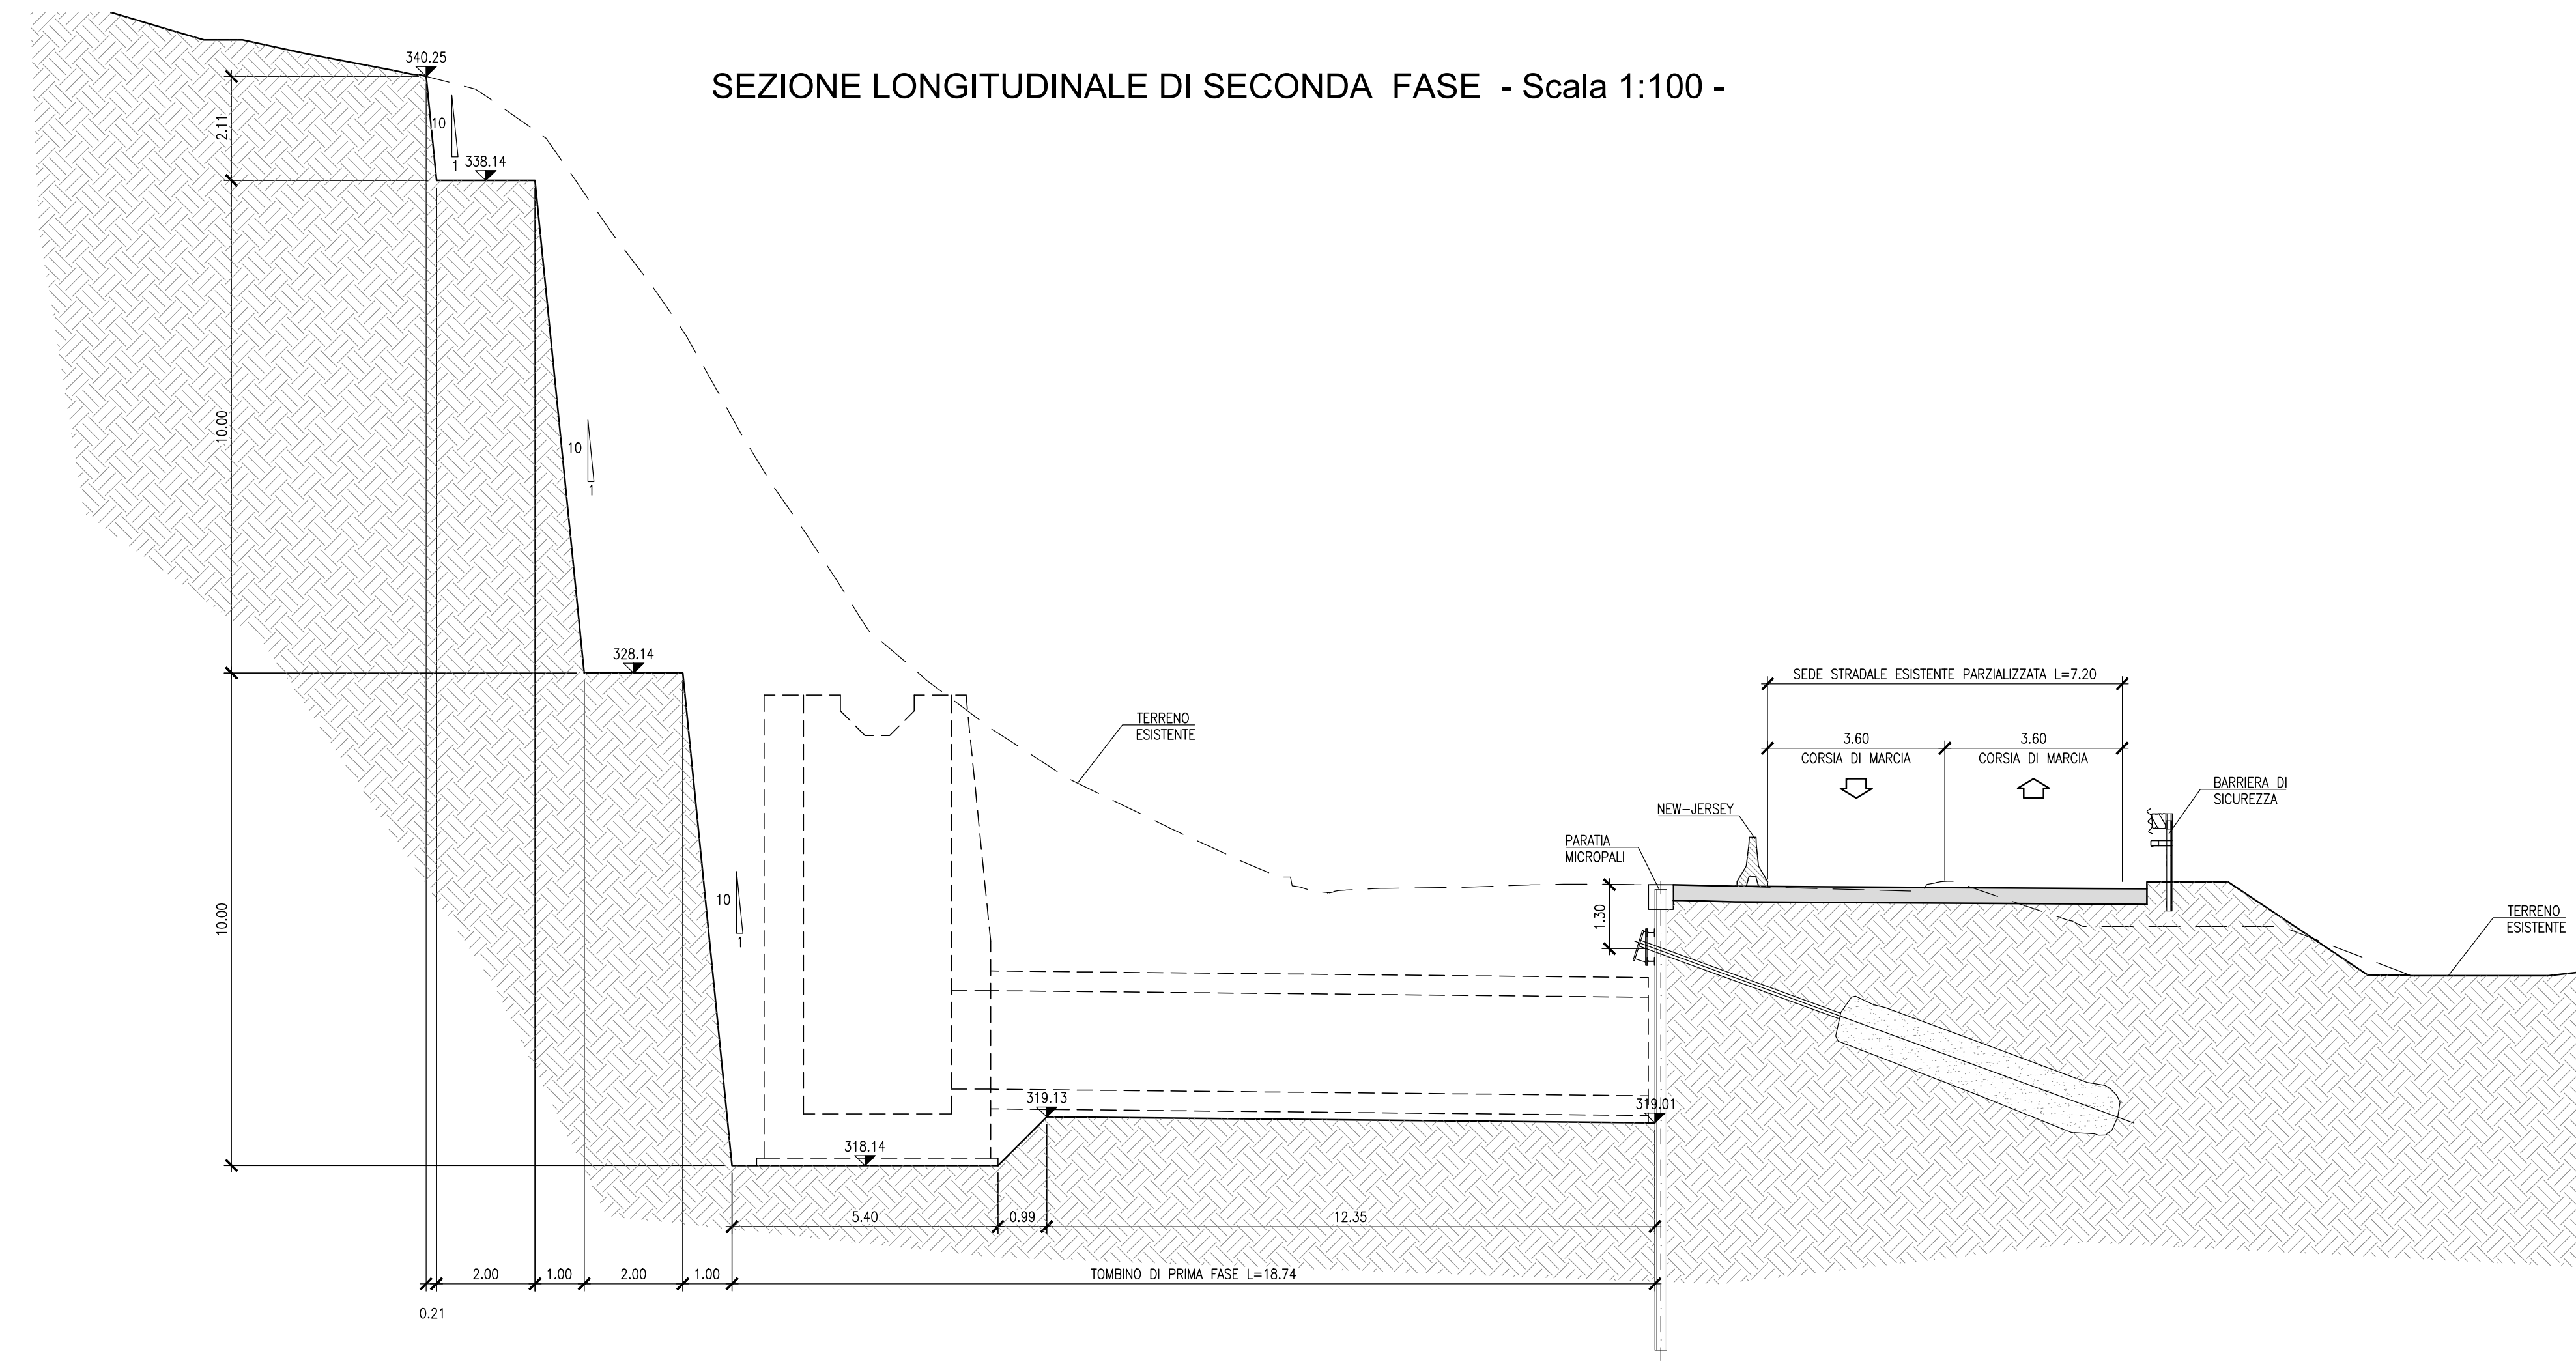 SEZIONE LONGITUDINALE DI SECONDA FASE - Scala 1:100 -
340.25
2.11
10
1
338.14
10.00
10
1
328.14
SEDE STRADALE ESISTENTE PARZIALIZZATA L=7.20
TERRENO
ESISTENTE
3.60
CORSIA DI MARCIA
3.60
CORSIA DI MARCIA
BARRIERA DI
SICUREZZA
NEW-JERSEY
PARATIA
MICROPALI
10
1
10.00
1.30
TERRENO
ESISTENTE
319.13
319.01
318.14
5.40
0.99
12.35
2.00
1.00
2.00
1.00
TOMBINO DI PRIMA FASE L=18.74
0.21